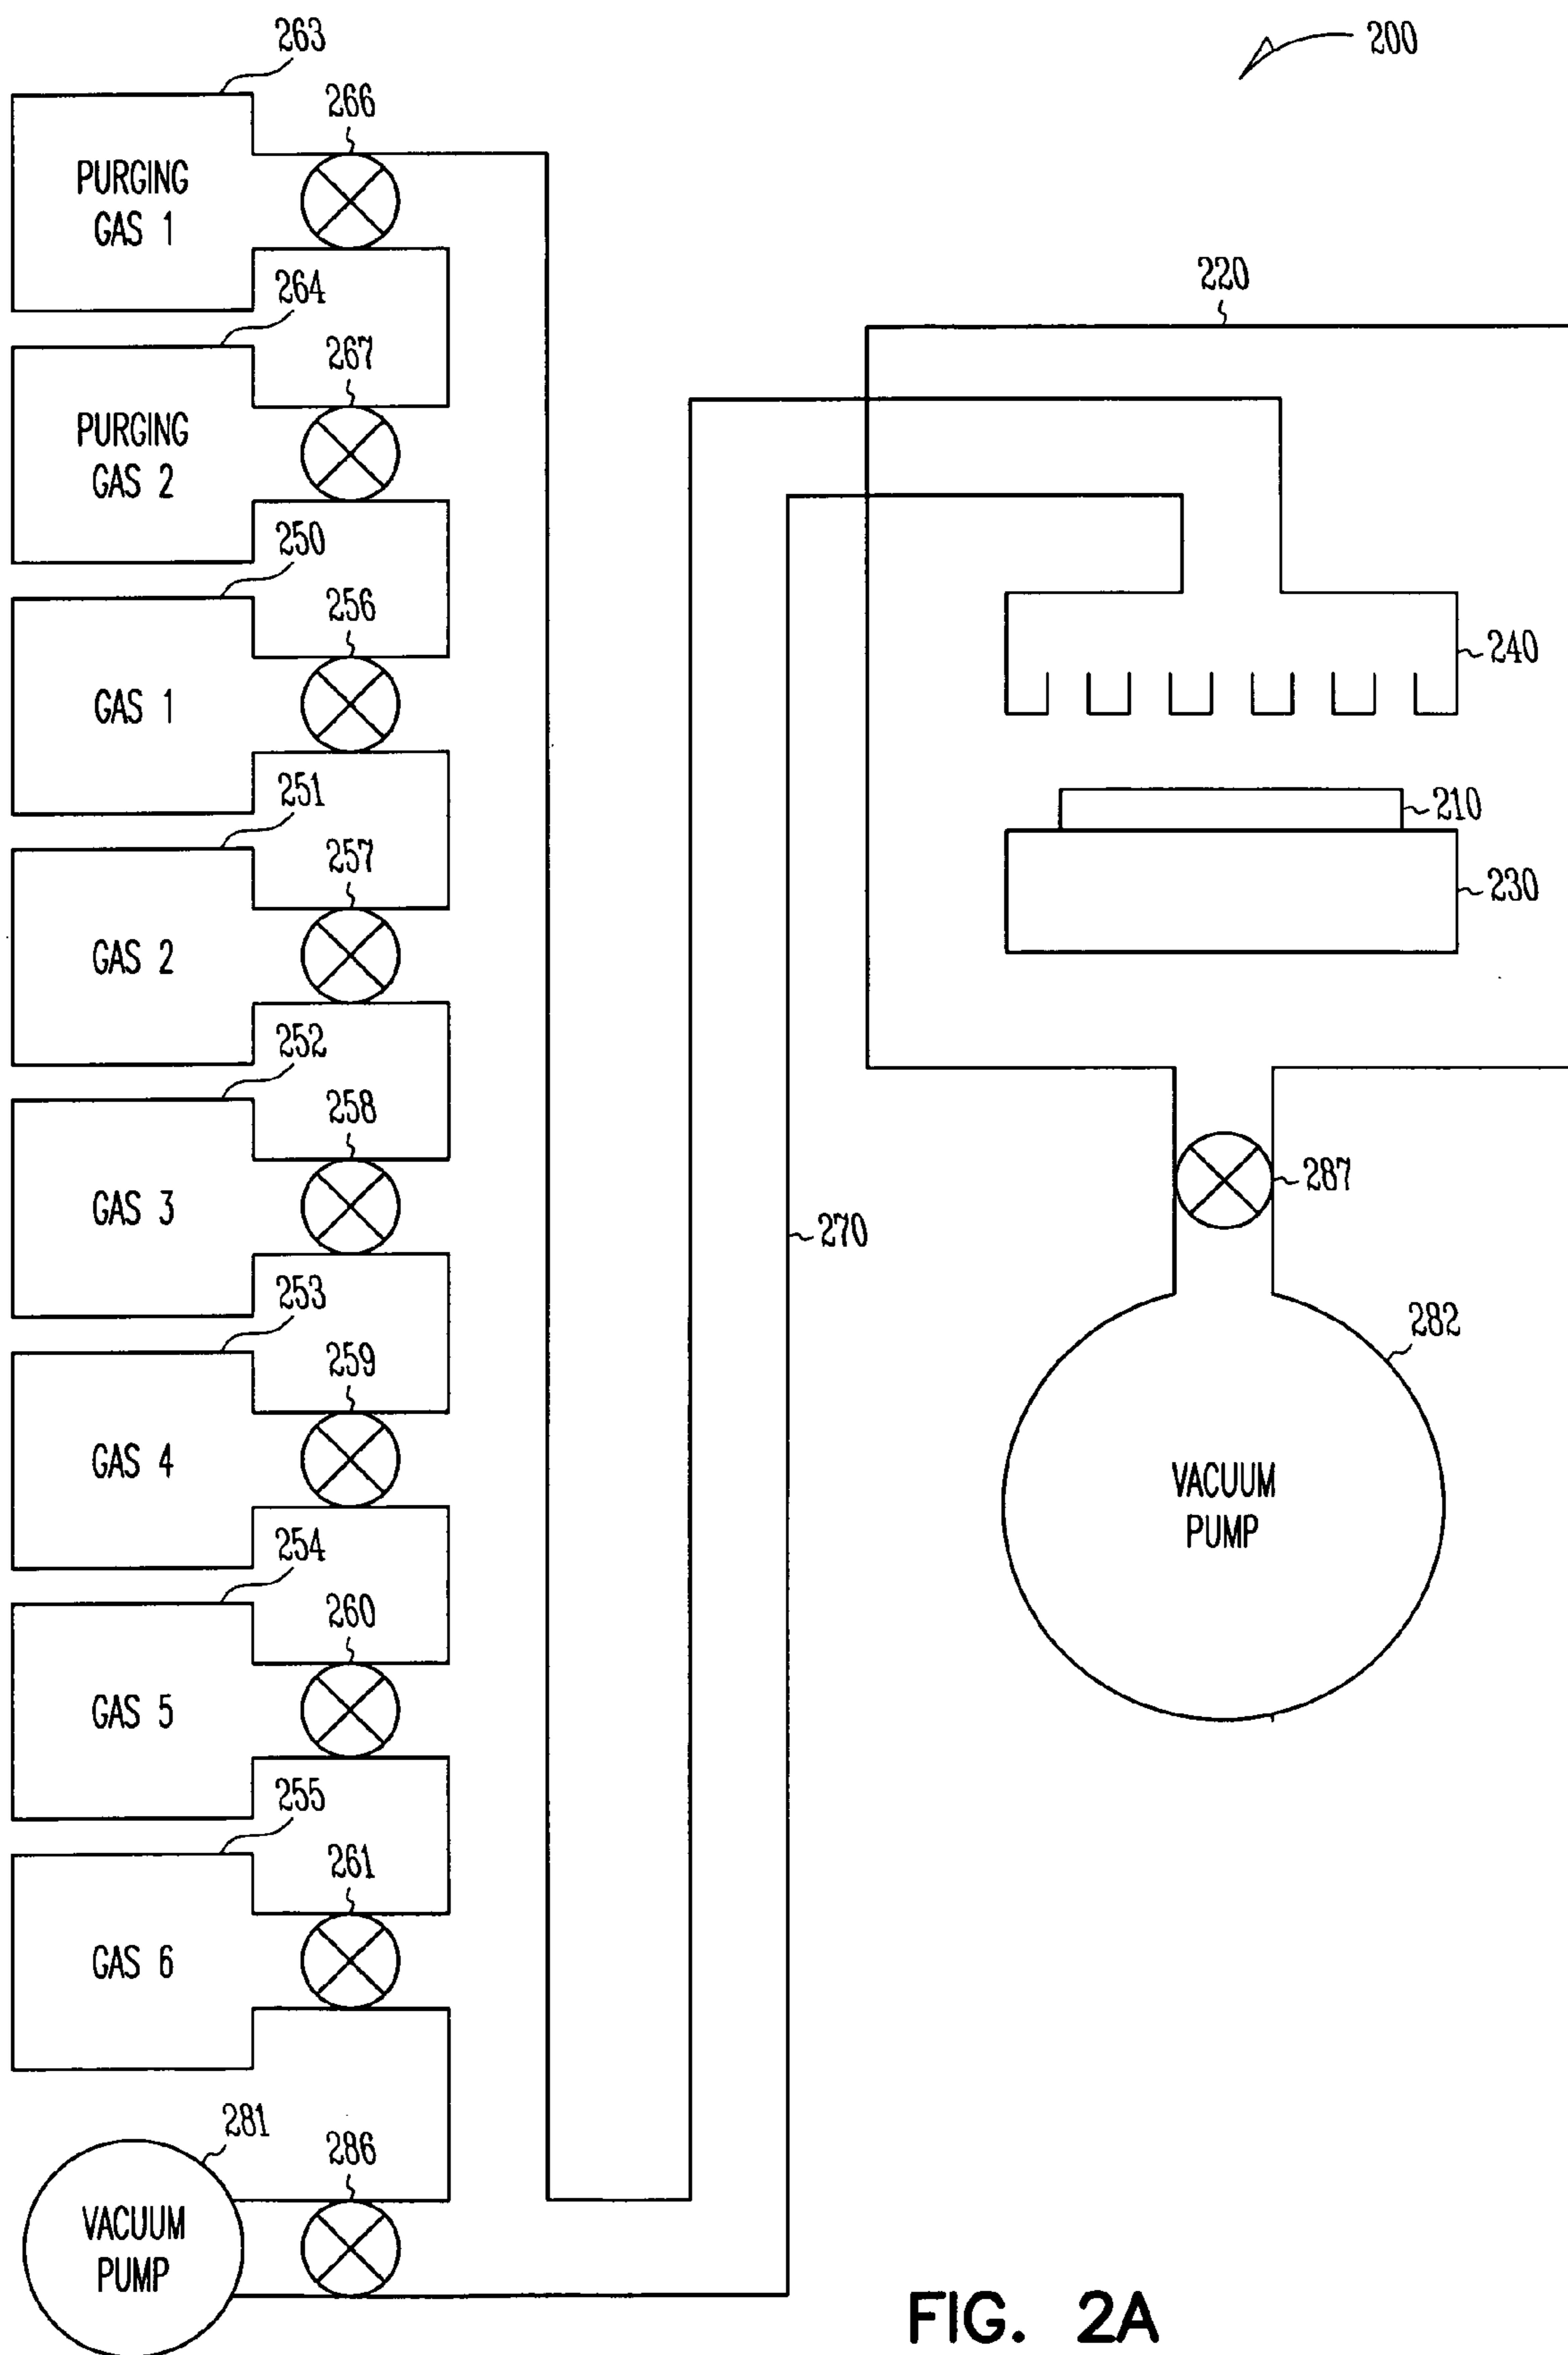 263
200
266
PURGING
GAS 1
264
220
267
PURGING
GAS 2
250
256
240
GAS 1
251
210
257
230
GAS 2
252
258
287
GAS 3
270
253
282
259
GAS 4
VACUUM
PUMP
254
260
GAS 5
255
261
GAS 6
281
286
VACUUM
PUMP
FIG. 2A